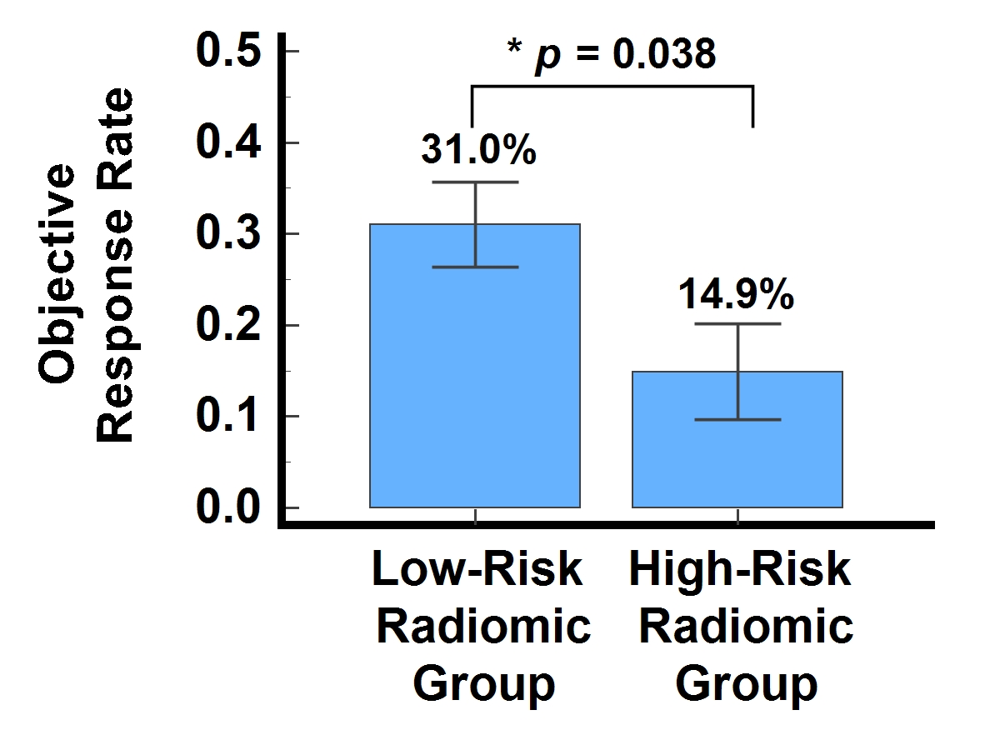 Objective
Response Rate
0.5
0.4
0.3
0.2
0.1
0.0
* p = 0.038
31.0%
14.9%
Low-Risk
Radiomic
Group
High-Risk
Radiomic
Group